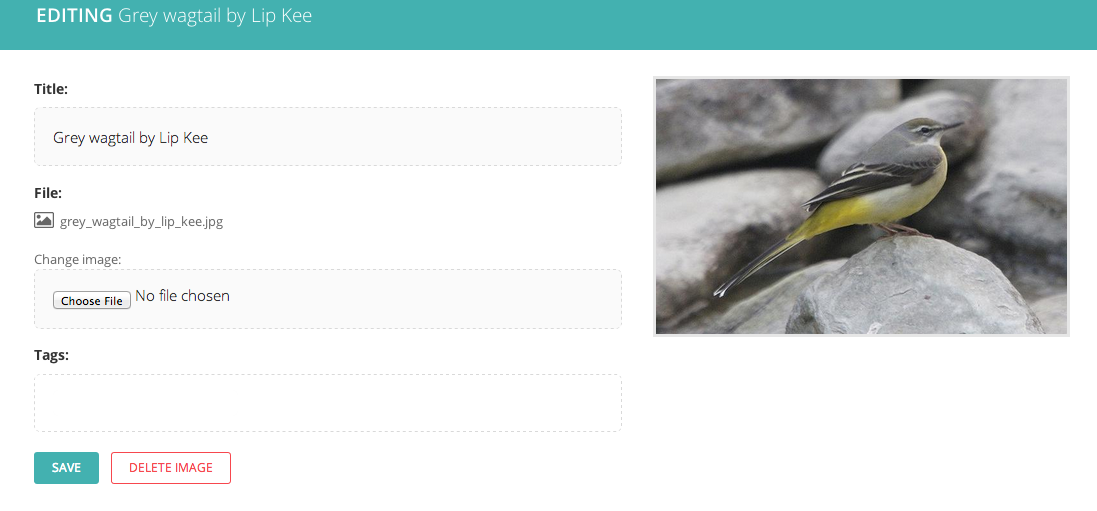 EDITING Grey wagtail by Lip Kee
Title:
Grey wagtail by Lip Kee
File:
grey_wagtail_by_lip_kee.jpg
Change image:
Choose File No file chosen
Tags:
SAVE DELETE IMAGE